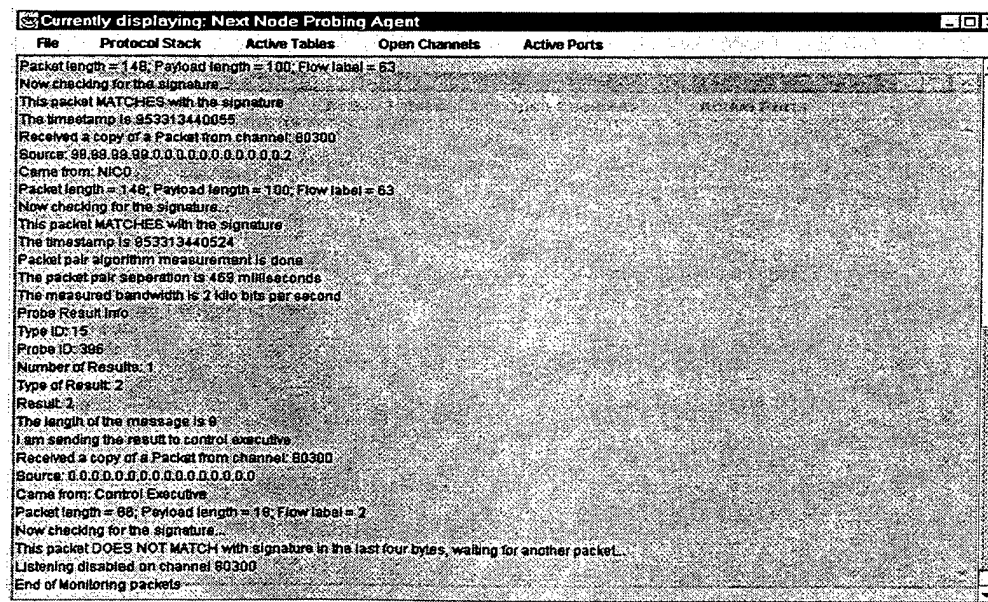 Currently displaying: Next Node Probing Agent
File Protocol Stack Active Tables Open Channels Active Ports
Packet length = 148; Payload length = 100; Flow label = 63
Now checking for the signature...
This packet MATCHES with the signature
The timestamp is 953313440055
Received a copy of a Packet from channel: 60300
Source: 99.99.99.99.0.0.0.0.0.0.0.0.0.0.0.2
Came from: NIC0
Packet length = 148; Payload length = 100; Flow label = 63
Now checking for the signature...
This packet MATCHES with the signature
The timestamp is 953313440524
Packet pair algorithm measurement is done
The packet pair seperation is 469 milliseconds
The measured bandwidth is 2 kilo bits per second
Probe Result Info
Type ID: 15
Probe ID: 396
Number of Results: 1
Type of Result: 2
Result: 2
The length of the message is 9
I am sending the result to control executive
Received a copy of a Packet from channel: 60300
Source: 0.0.0.0.0.0.0.0.0.0.0.0.0.0.0.0
Came from: Control Executive
Packet length = 66; Payload length = 18; Flow label = 2
Now checking for the signature...
This packet DOES NOT MATCH with signature in the last four bytes, waiting for another packet...
Listening disabled on channel 60300
End of Monitoring packets